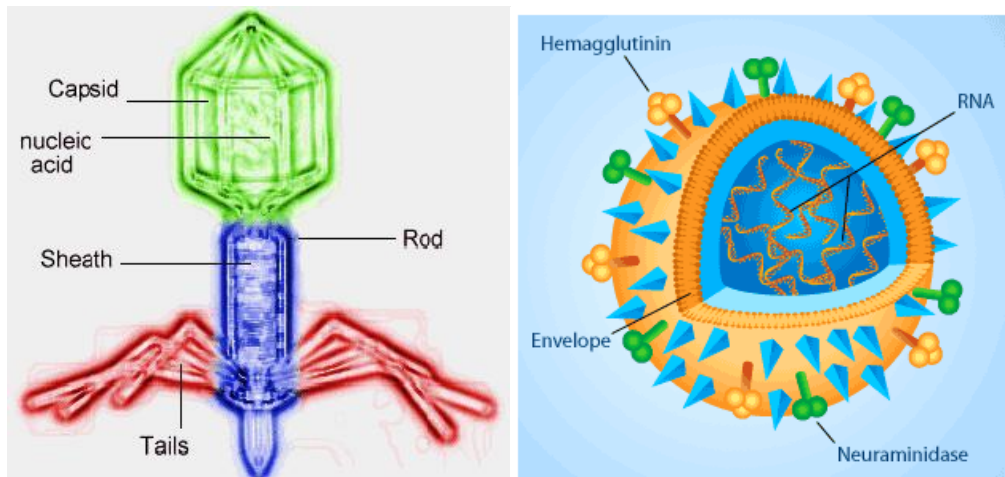 Capsid
nucleic
acid
Sheath
Rod
Tails
Hemagglutinin
RNA
Envelope
Neuraminidase